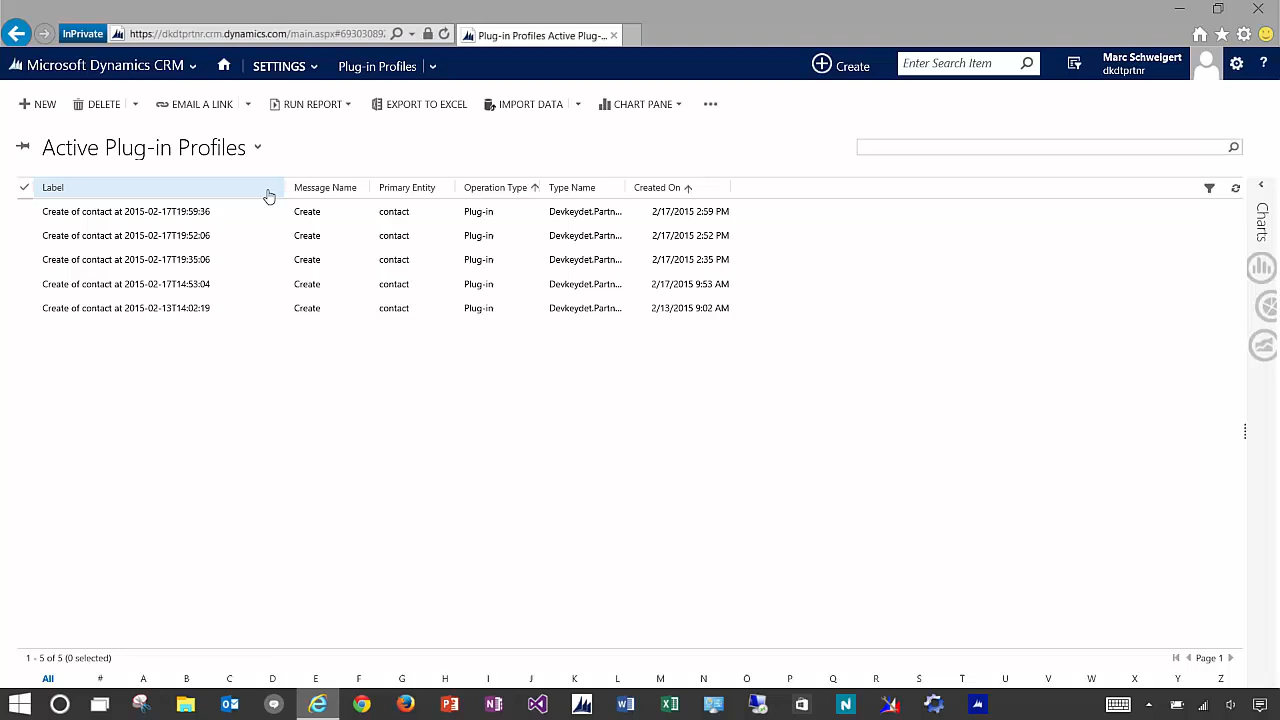 InPrivate https://dkdtprtnr.crm.dynamics.com/main.aspx#69303089 Plug-in Profiles Active Plug-...
Microsoft Dynamics CRM SETTINGS Plug-in Profiles Create Enter Search Item Marc Schweigert
dkdtprtnr
NEW DELETE EMAIL A LINK RUN REPORT EXPORT TO EXCEL IMPORT DATA CHART PANE
Active Plug-in Profiles
Label Message Name Primary Entity Operation Type Type Name Created On
Create of contact at 2015-02-17T19:59:36 Create contact Plug-in Devkeydet.Partn... 2/17/2015 2:59 PM
Create of contact at 2015-02-17T19:52:06 Create contact Plug-in Devkeydet.Partn... 2/17/2015 2:52 PM
Create of contact at 2015-02-17T19:35:06 Create contact Plug-in Devkeydet.Partn... 2/17/2015 2:35 PM
Create of contact at 2015-02-17T14:53:04 Create contact Plug-in Devkeydet.Partn... 2/17/2015 9:53 AM
Create of contact at 2015-02-13T14:02:19 Create contact Plug-in Devkeydet.Partn... 2/13/2015 9:02 AM
Charts
1 - 5 of 5 (0 selected) Page 1
All # A B C D E F G H I J K L M N O P Q R S T U V W X Y Z